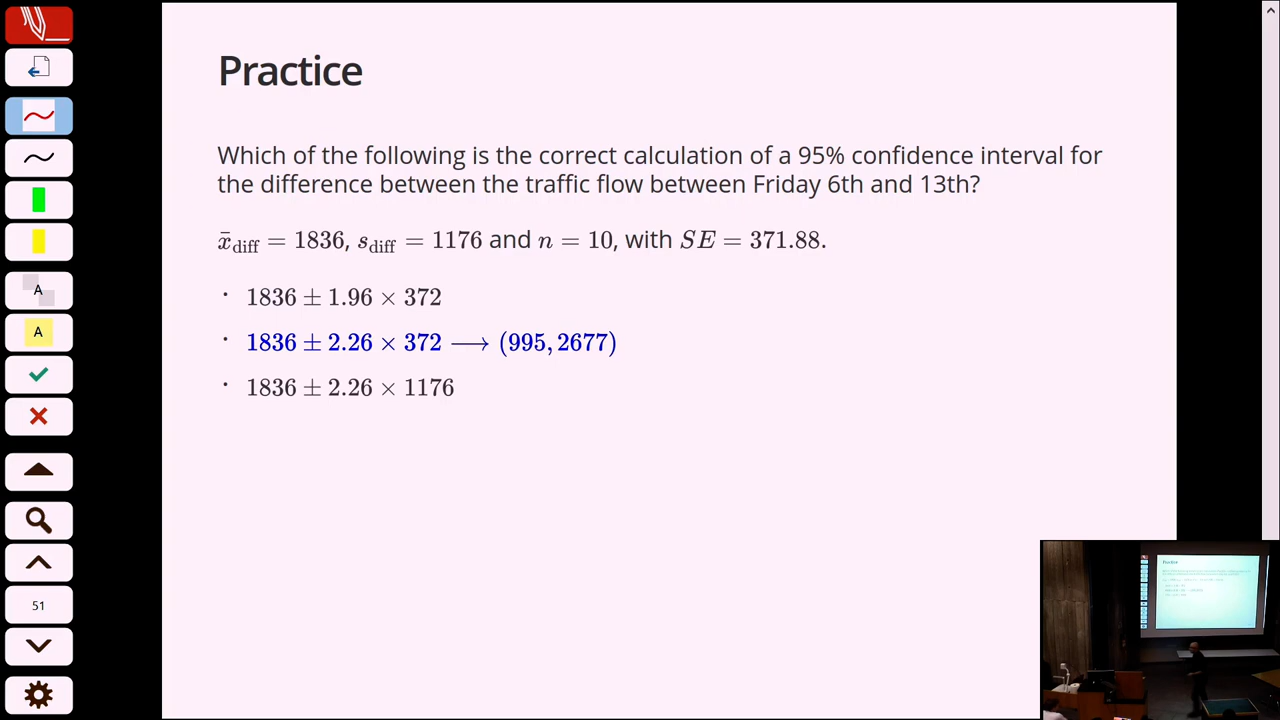 Practice
Which of the following is the correct calculation of a 95% confidence interval for
the difference between the traffic flow between Friday 6th and 13th?
x̄diff = 1836, sdiff = 1176 and n = 10, with SE = 371.88.
· 1836 ± 1.96 × 372
· 1836 ± 2.26 × 372 ⟶ (995, 2677)
· 1836 ± 2.26 × 1176
A
A
51
Practice